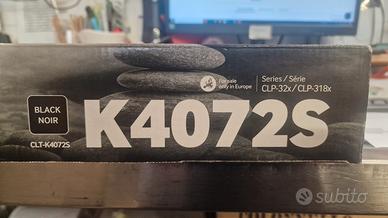 For sale
only in Europe
Series / Série
CLP-32x / CLP-318x
BLACK
NOIR
CLT-K4072S
K4072S
subito